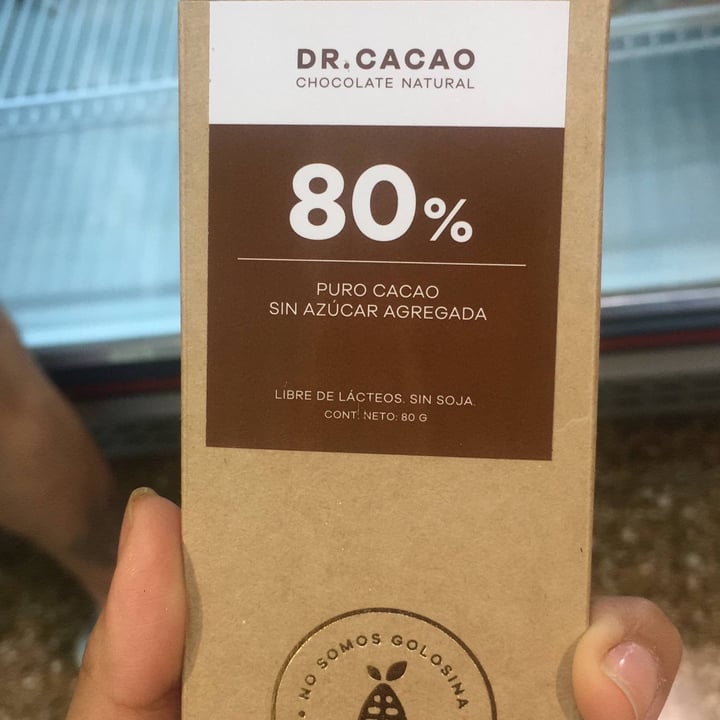 DR.CACAO
CHOCOLATE NATURAL
80%
PURO CACAO
SIN AZÚCAR AGREGADA
LIBRE DE LÁCTEOS. SIN SOJA.
CONT. NETO: 80 G
• NO SOMOS GOLOSINA